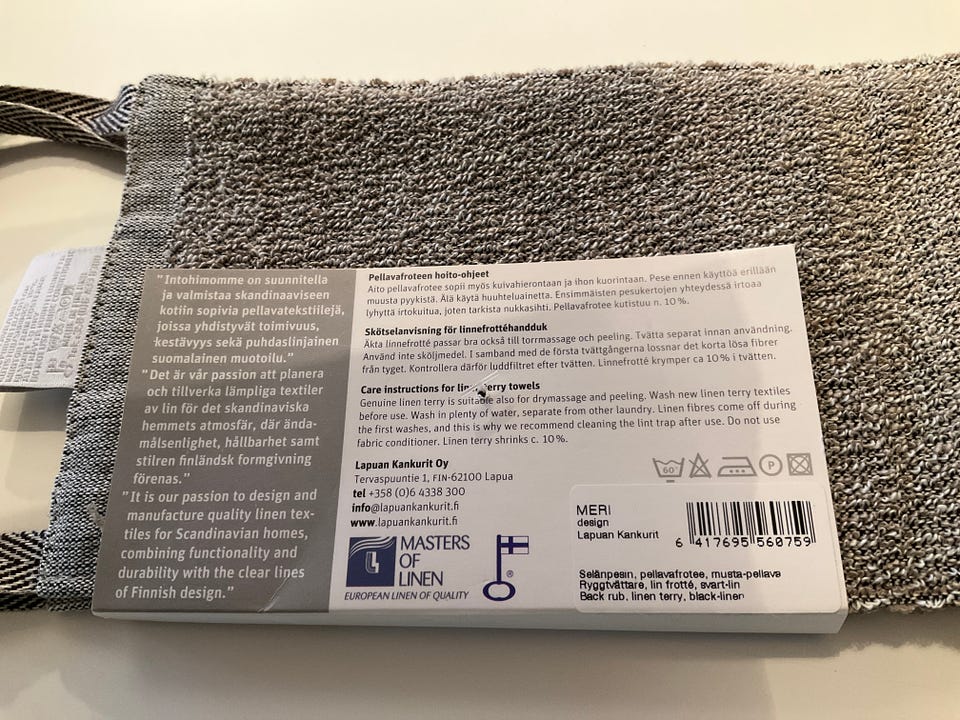 "Intohimomme on suunnitella
ja valmistaa skandinaaviseen
kotiin sopivia pellavatekstiilejä,
joissa yhdistyvät toimivuus,
kestävyys sekä puhdaslinjainen
suomalainen muotoilu."
"Det är vår passion att planera
och tillverka lämpliga textiler
av lin för det skandinaviska
hemmets atmosfär, där ända-
målsenlighet, hållbarhet samt
stilren finländsk formgivning
förenas."
"It is our passion to design and
manufacture quality linen tex-
tiles for Scandinavian homes,
combining functionality and
durability with the clear lines
of Finnish design."
Pellavafroteen hoito-ohjeet
Aito pellavafrotee sopii myös kuivahierontaan ja ihon kuorintaan. Pese ennen käyttöä erillään
muusta pyykistä. Älä käytä huuhteluainetta. Ensimmäisten pesukertojen yhteydessä irtoaa
lyhyttä irtokuitua, joten tarkista nukkasihti. Pellavafrotee kutistuu n. 10 %.
Skötselanvisning för linnefrottéhandduk
Äkta linnefrotté passar bra också till torrmassage och peeling. Tvätta separat innan användning.
Använd inte sköljmedel. I samband med de första tvättgångerna lossnar det korta lösa fibrer
från tyget. Kontrollera därför luddfiltret efter tvätten. Linnefrotté krymper ca 10 % i tvätten.
Care instructions for linen terry towels
Genuine linen terry is suitable also for drymassage and peeling. Wash new linen terry textiles
before use. Wash in plenty of water, separate from other laundry. Linen fibres come off during
the first washes, and this is why we recommend cleaning the lint trap after use. Do not use
fabric conditioner. Linen terry shrinks c. 10%.
Lapuan Kankurit Oy
Tervaspuuntie 1, FIN-62100 Lapua
tel +358 (0)6 4338 300
info@lapuankankurit.fi
www.lapuankankurit.fi
60° P
MASTERS
OF
LINEN
EUROPEAN LINEN OF QUALITY
®
MERI
design
Lapuan Kankurit
6 417695 560759
Selänpesin, pellavafrotee, musta-pellava
Ryggtvättare, lin frotté, svart-lin
Back rub, linen terry, black-linen